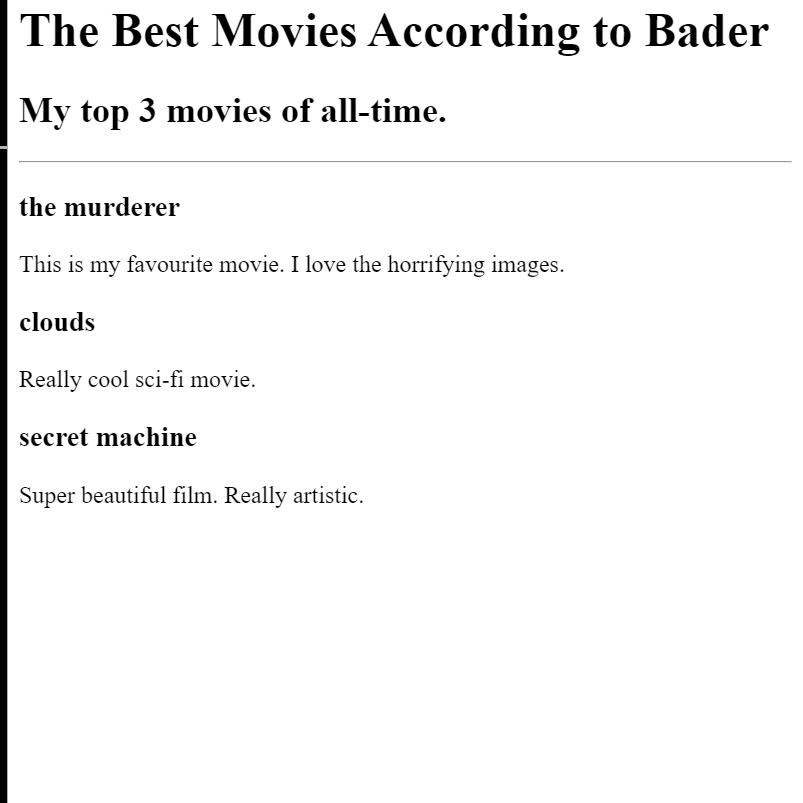 The Best Movies According to Bader
My top 3 movies of all-time.
the murderer
This is my favourite movie. I love the horrifying images.
clouds
Really cool sci-fi movie.
secret machine
Super beautiful film. Really artistic.